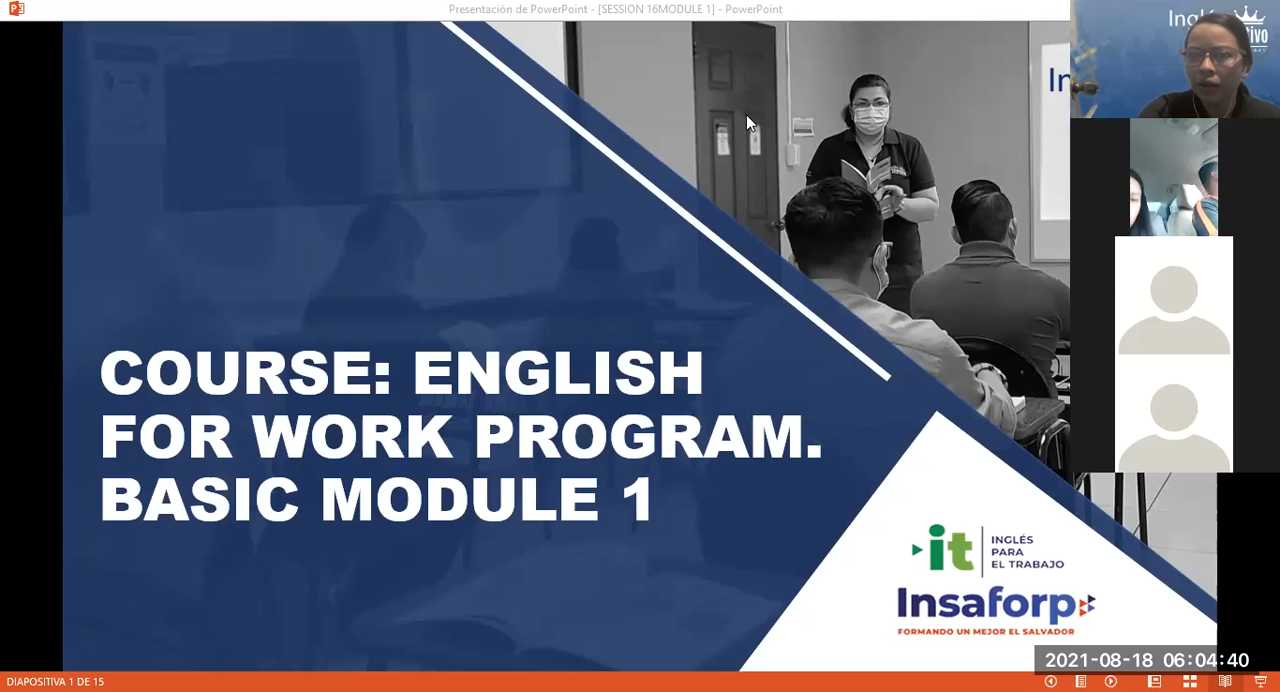 Presentación de PowerPoint - [SESSION 16MODULE 1] - PowerPoint
COURSE: ENGLISH
FOR WORK PROGRAM.
BASIC MODULE 1
it
INGLÉS
PARA
EL TRABAJO
Insaforp
FORMANDO UN MEJOR EL SALVADOR
2021-08-18 06:04:40
DIAPOSITIVA 1 DE 15